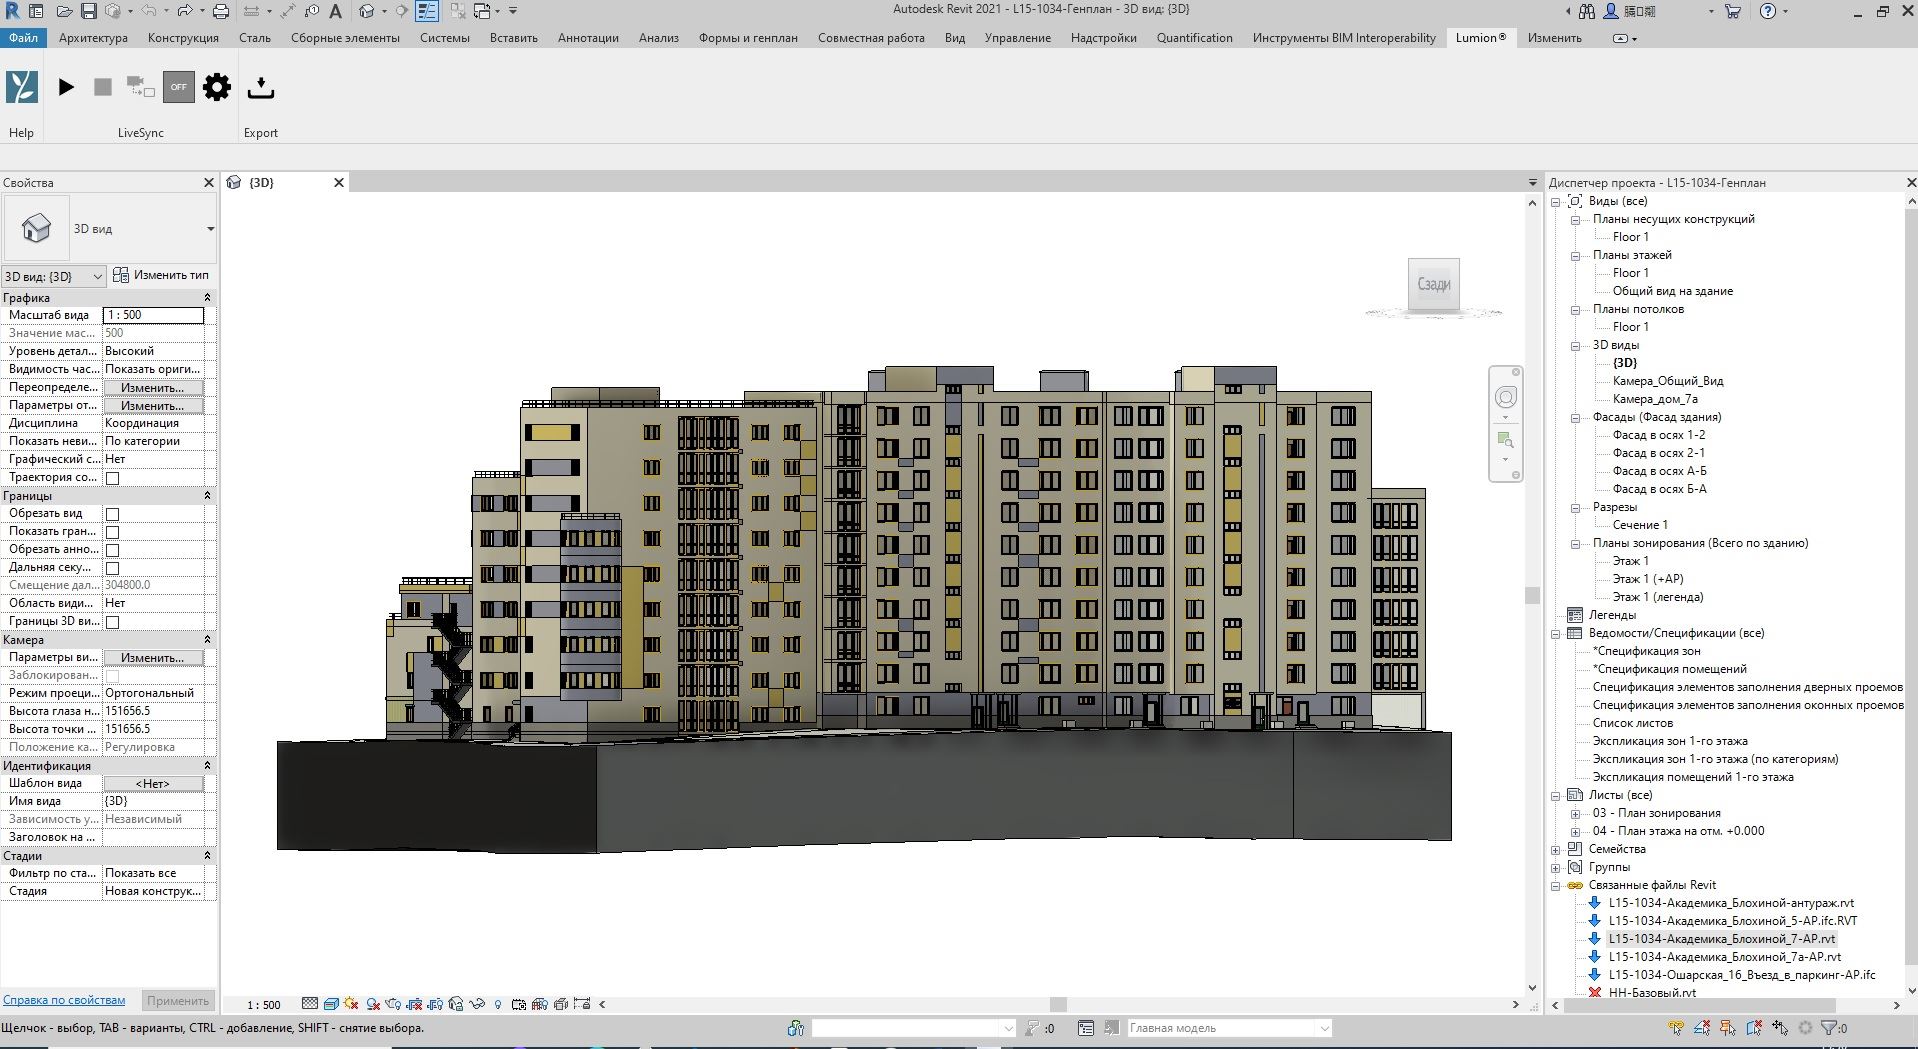 Autodesk Revit 2021 - L15-1034-Генплан - 3D вид: {3D}
Файл Архитектура Конструкция Сталь Сборные элементы Системы Вставить Аннотации Анализ Формы и генплан Совместная работа Вид Управление Надстройки Quantification Инструменты BIM Interoperability Lumion® Изменить
OFF
Help LiveSync Export
Свойства
3D вид
3D вид: {3D} Изменить тип
Графика
Масштаб вида 1 : 500
Значение мас... 500
Уровень детал... Высокий
Видимость час... Показать ориги...
Переопределе... Изменить...
Параметры от... Изменить...
Дисциплина Координация
Показать неви... По категории
Графический с... Нет
Траектория со...
Границы
Обрезать вид
Показать гран...
Обрезать анно...
Дальняя секу...
Смещение дал... 304800.0
Область види... Нет
Границы 3D ви...
Камера
Параметры ви... Изменить...
Заблокирован...
Режим проеци... Ортогональный
Высота глаза н... 151656.5
Высота точки ... 151656.5
Положение ка... Регулировка
Идентификация
Шаблон вида <Нет>
Имя вида {3D}
Зависимость у... Независимый
Заголовок на ...
Стадии
Фильтр по ста... Показать все
Стадия Новая конструк...
Справка по свойствам Применить
{3D}
Сзади
1 : 500
Диспетчер проекта - L15-1034-Генплан
Виды (все)
Планы несущих конструкций
Floor 1
Планы этажей
Floor 1
Общий вид на здание
Планы потолков
Floor 1
3D виды
{3D}
Камера_Общий_Вид
Камера_дом_7а
Фасады (Фасад здания)
Фасад в осях 1-2
Фасад в осях 2-1
Фасад в осях А-Б
Фасад в осях Б-А
Разрезы
Сечение 1
Планы зонирования (Всего по зданию)
Этаж 1
Этаж 1 (+АР)
Этаж 1 (легенда)
Легенды
Ведомости/Спецификации (все)
*Спецификация зон
*Спецификация помещений
Спецификация элементов заполнения дверных проемов
Спецификация элементов заполнения оконных проемов
Список листов
Экспликация зон 1-го этажа
Экспликация зон 1-го этажа (по категориям)
Экспликация помещений 1-го этажа
Листы (все)
03 - План зонирования
04 - План этажа на отм. +0.000
Семейства
Группы
Связанные файлы Revit
L15-1034-Академика_Блохиной-антураж.rvt
L15-1034-Академика_Блохиной_5-АР.ifc.RVT
L15-1034-Академика_Блохиной_7-АР.rvt
L15-1034-Академика_Блохиной_7а-АР.rvt
L15-1034-Ошарская_16_Въезд_в_паркинг-АР.ifc
НН-Базовый.rvt
Щелчок - выбор, TAB - варианты, CTRL - добавление, SHIFT - снятие выбора. :0 Главная модель :0